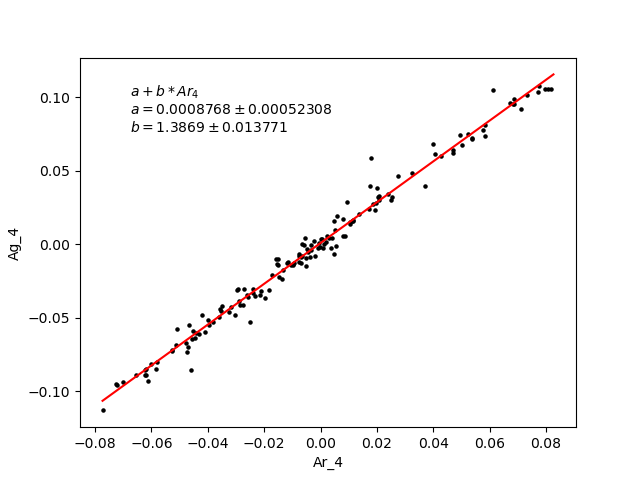 a + b * Ar₄
a = 0.0008768 ± 0.00052308
b = 1.3869 ± 0.013771
0.10
0.05
0.00
−0.05
−0.10
Ag_4
−0.08 −0.06 −0.04 −0.02 0.00 0.02 0.04 0.06 0.08
Ar_4